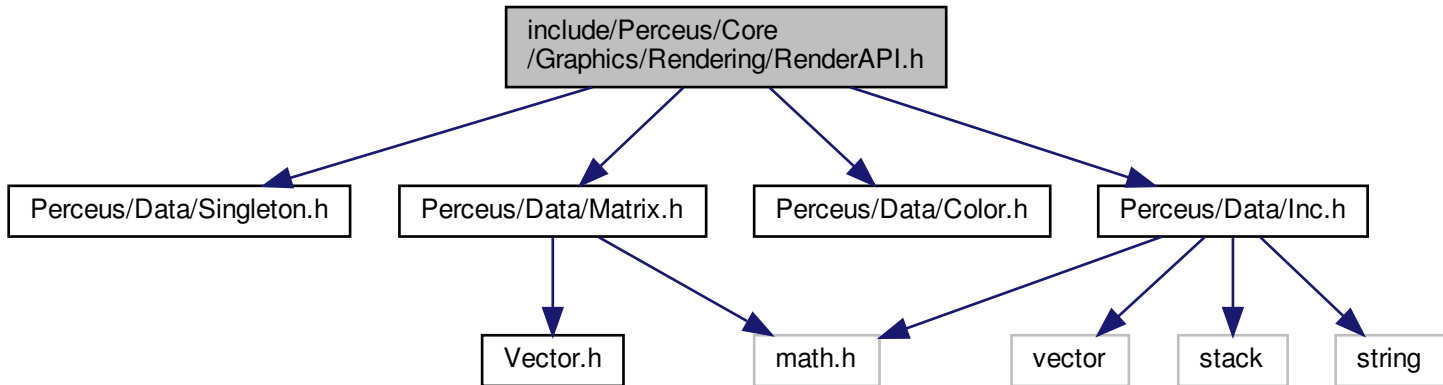 include/Perceus/Core
/Graphics/Rendering/RenderAPI.h
Perceus/Data/Singleton.h
Perceus/Data/Matrix.h
Perceus/Data/Color.h
Perceus/Data/Inc.h
Vector.h
math.h
vector
stack
string